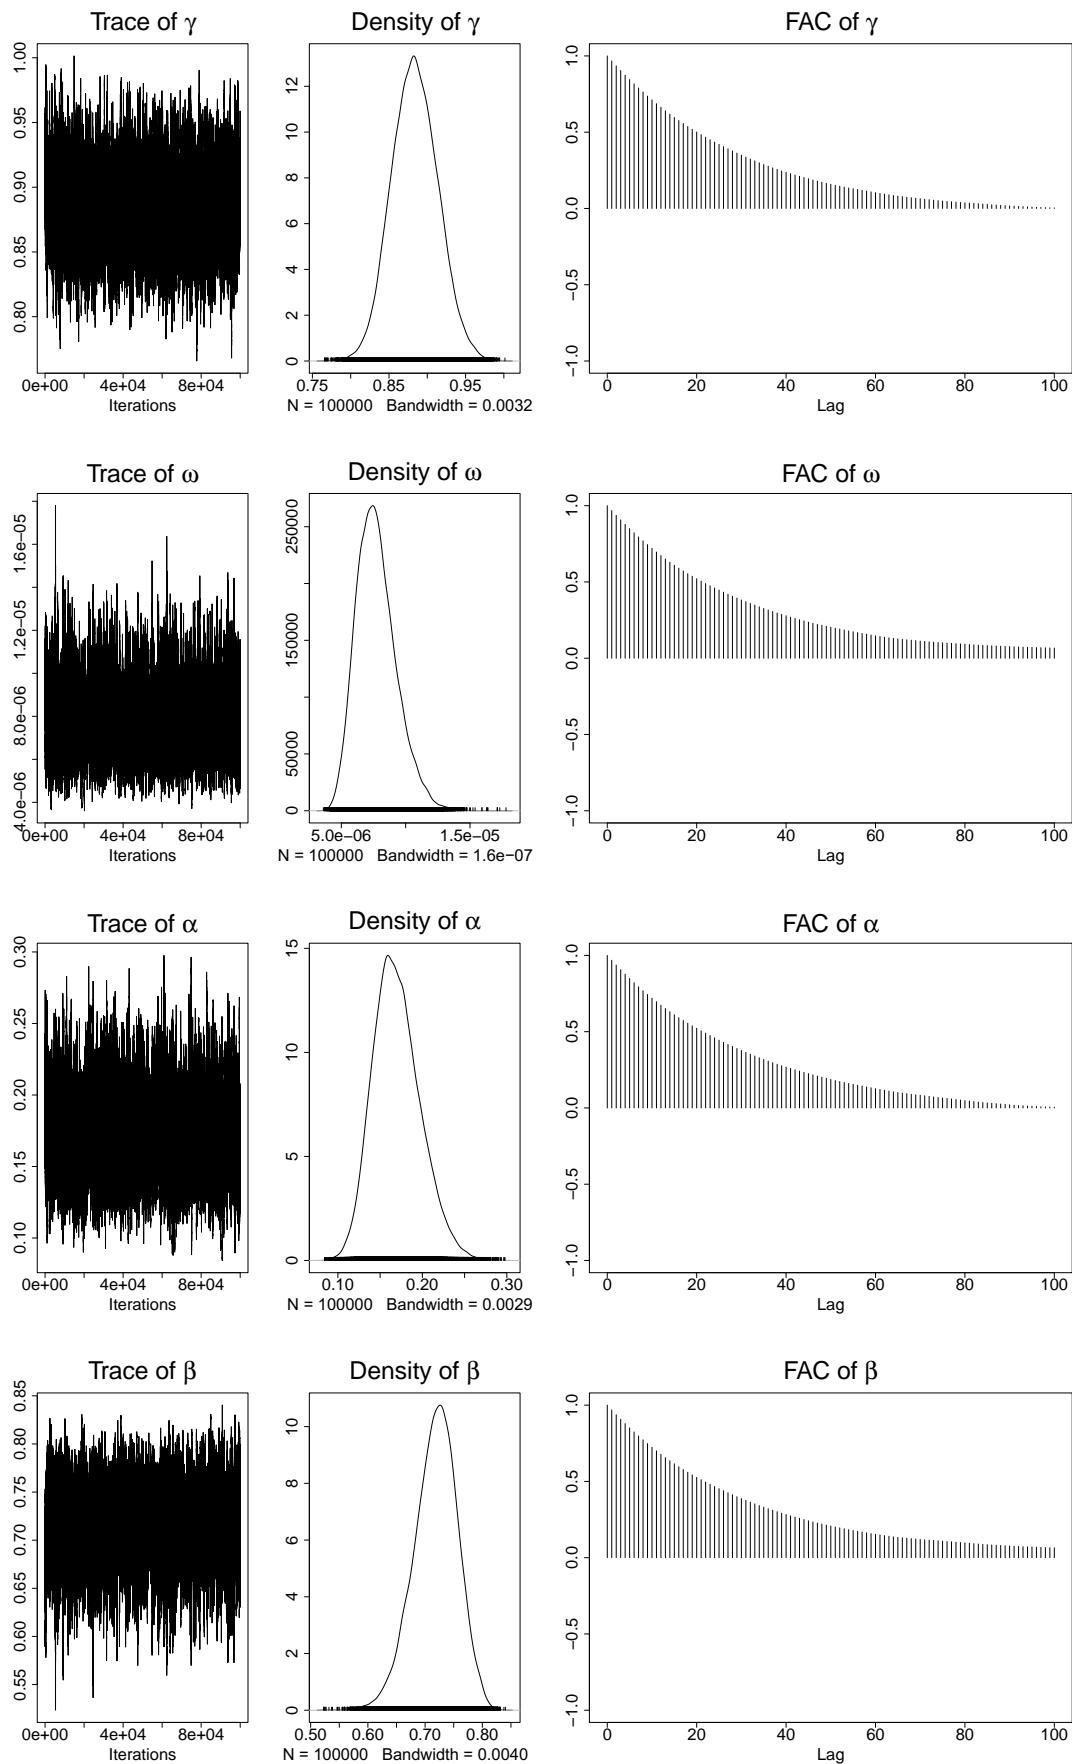 Trace of γ
Density of γ
FAC of γ
0.80 0.85 0.90 0.95 1.00
0e+00 4e+04 8e+04
Iterations
0 2 4 6 8 10 12
0.75 0.85 0.95
N = 100000 Bandwidth = 0.0032
−1.0 −0.5 0.0 0.5 1.0
0 20 40 60 80 100
Lag
Trace of ω
Density of ω
FAC of ω
4.0e−06 8.0e−06 1.2e−05 1.6e−05
0e+00 4e+04 8e+04
Iterations
0 50000 150000 250000
5.0e−06 1.5e−05
N = 100000 Bandwidth = 1.6e−07
−1.0 −0.5 0.0 0.5 1.0
0 20 40 60 80 100
Lag
Trace of α
Density of α
FAC of α
0.10 0.15 0.20 0.25 0.30
0e+00 4e+04 8e+04
Iterations
0 5 10 15
0.10 0.20 0.30
N = 100000 Bandwidth = 0.0029
−1.0 −0.5 0.0 0.5 1.0
0 20 40 60 80 100
Lag
Trace of β
Density of β
FAC of β
0.55 0.60 0.65 0.70 0.75 0.80 0.85
0e+00 4e+04 8e+04
Iterations
0 2 4 6 8 10
0.50 0.60 0.70 0.80
N = 100000 Bandwidth = 0.0040
−1.0 −0.5 0.0 0.5 1.0
0 20 40 60 80 100
Lag